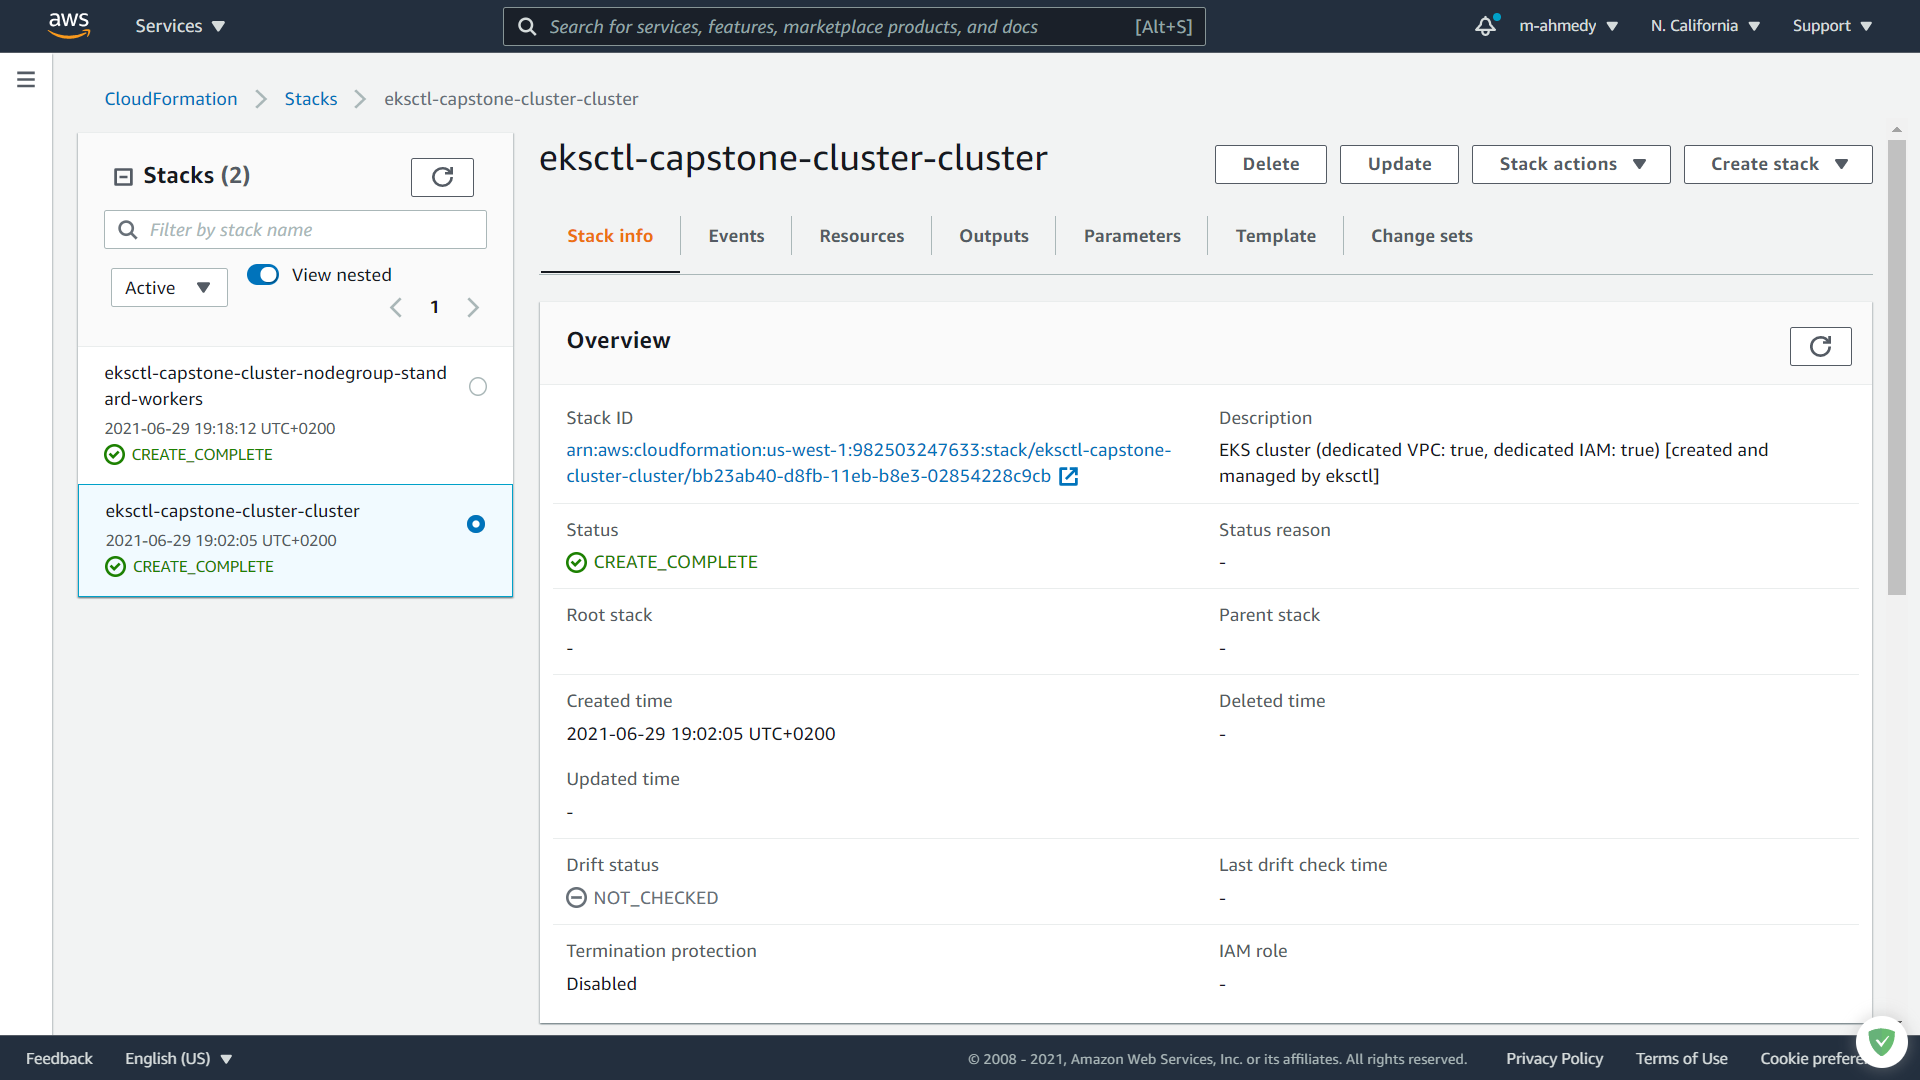 aws
Services
Search for services, features, marketplace products, and docs
[Alt+S]
m-ahmedy
N. California
Support
CloudFormation
Stacks
eksctl-capstone-cluster-cluster
Stacks (2)
Filter by stack name
Active
View nested
1
eksctl-capstone-cluster-nodegroup-stand
ard-workers
2021-06-29 19:18:12 UTC+0200
CREATE_COMPLETE
eksctl-capstone-cluster-cluster
2021-06-29 19:02:05 UTC+0200
CREATE_COMPLETE
eksctl-capstone-cluster-cluster
Delete
Update
Stack actions
Create stack
Stack info
Events
Resources
Outputs
Parameters
Template
Change sets
Overview
Stack ID
arn:aws:cloudformation:us-west-1:982503247633:stack/eksctl-capstone-
cluster-cluster/bb23ab40-d8fb-11eb-b8e3-02854228c9cb
Description
EKS cluster (dedicated VPC: true, dedicated IAM: true) [created and
managed by eksctl]
Status
CREATE_COMPLETE
Status reason
-
Root stack
-
Parent stack
-
Created time
2021-06-29 19:02:05 UTC+0200
Deleted time
-
Updated time
-
Drift status
NOT_CHECKED
Last drift check time
-
Termination protection
Disabled
IAM role
-
Feedback
English (US)
© 2008 - 2021, Amazon Web Services, Inc. or its affiliates. All rights reserved.
Privacy Policy
Terms of Use
Cookie prefere